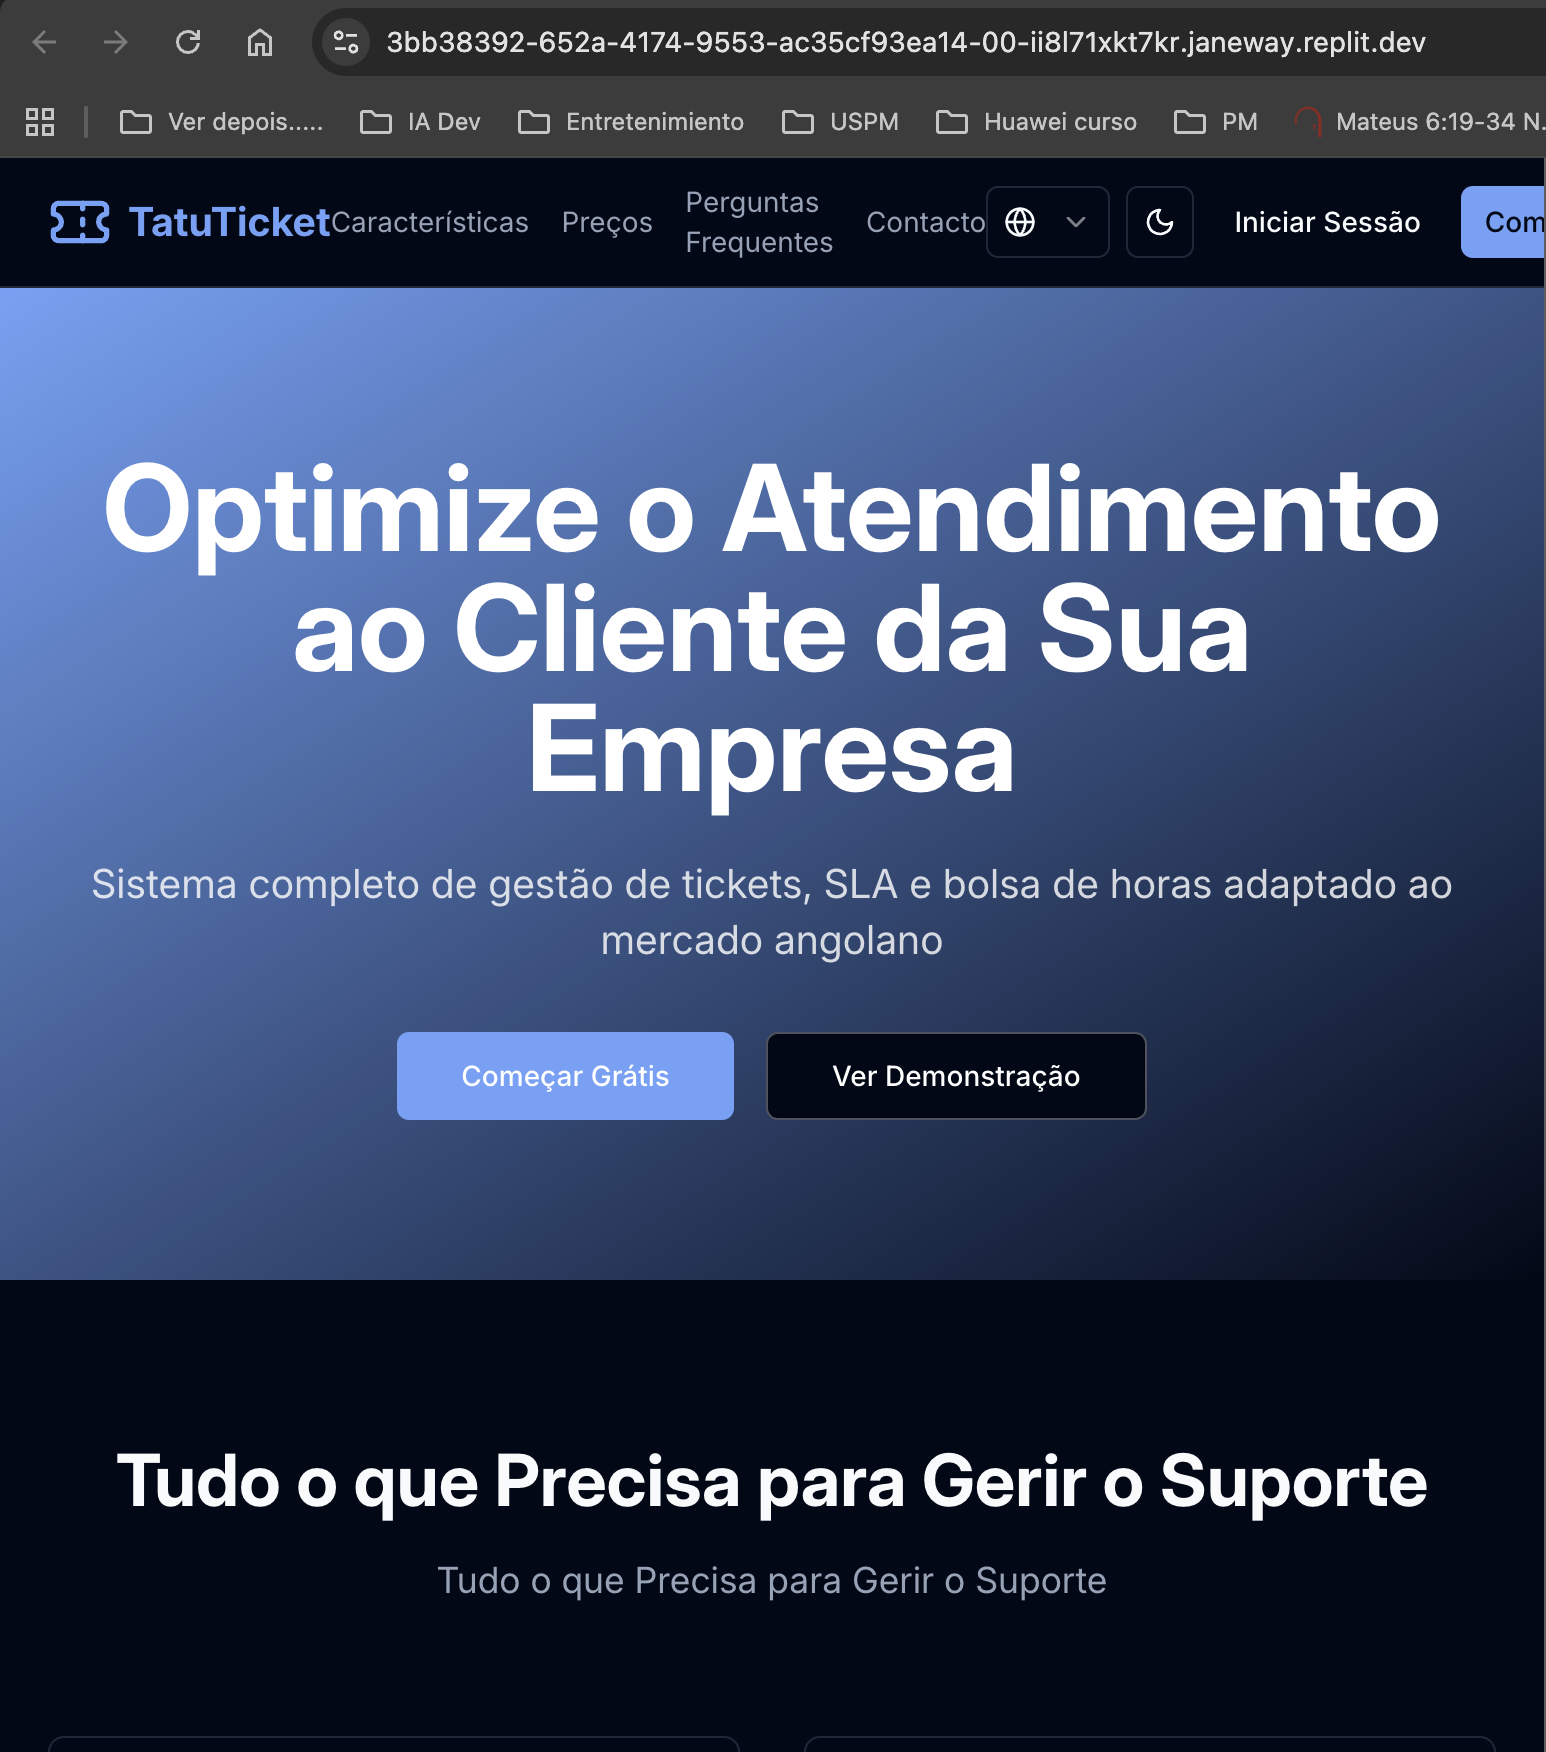 3bb38392-652a-4174-9553-ac35cf93ea14-00-ii8l71xkt7kr.janeway.replit.dev
Ver depois..... IA Dev Entretenimiento USPM Huawei curso PM Mateus 6:19-34 N.
TatuTicket Características Preços Perguntas Frequentes Contacto Iniciar Sessão Com
Optimize o Atendimento
ao Cliente da Sua
Empresa
Sistema completo de gestão de tickets, SLA e bolsa de horas adaptado ao
mercado angolano
Começar Grátis Ver Demonstração
Tudo o que Precisa para Gerir o Suporte
Tudo o que Precisa para Gerir o Suporte